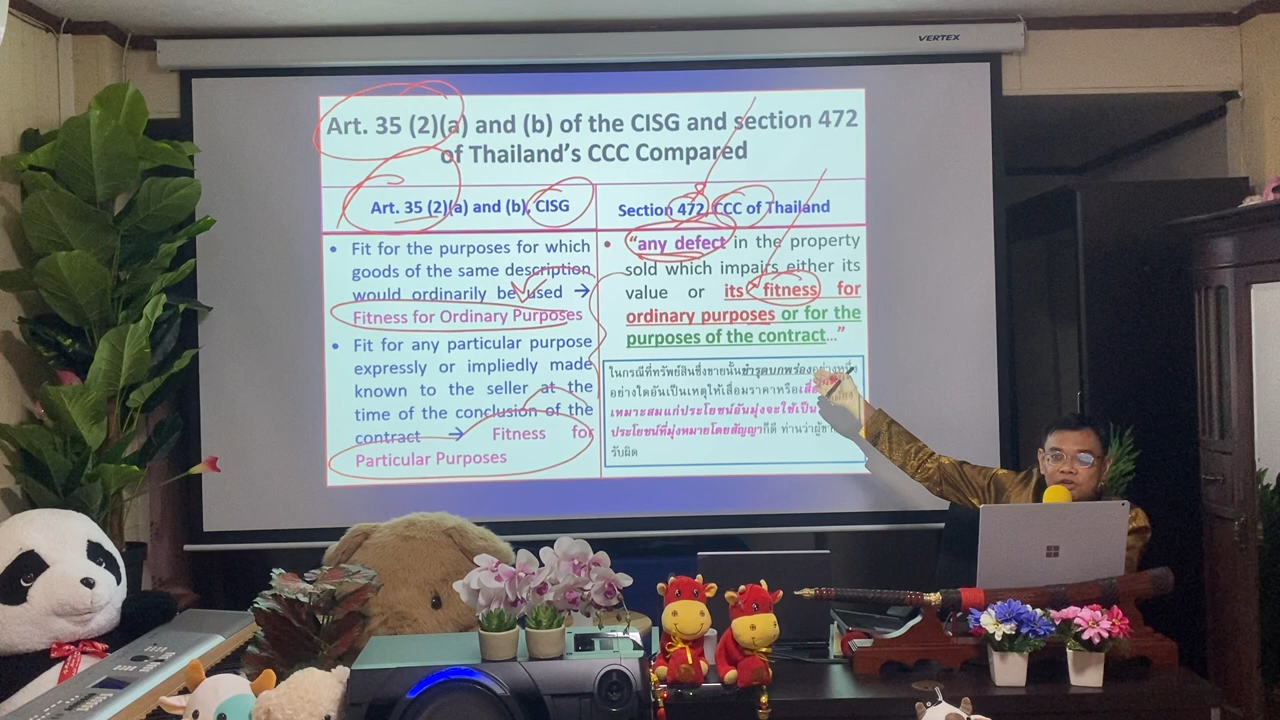 VERTEX
Art. 35 (2)(a) and (b) of the CISG and section 472
of Thailand's CCC Compared
Art. 35 (2)(a) and (b), CISG
Section 472, CCC of Thailand
• Fit for the purposes for which
goods of the same description
would ordinarily be used →
Fitness for Ordinary Purposes
• Fit for any particular purpose
expressly or impliedly made
known to the seller at the
time of the conclusion of the
contract → Fitness for
Particular Purposes
• "any defect in the property
sold which impairs either its
value or its fitness for
ordinary purposes or for the
purposes of the contract…"
ในกรณีที่ทรัพย์สินซึ่งขายนั้นชำรุดบกพร่อง
อย่างใดอันเป็นเหตุให้เสื่อมราคาหรือ
เหมาะสมแก่ประโยชน์อันมุ่งจะใช้เป็น
ประโยชน์ที่มุ่งหมายโดยสัญญาก็ดี ท่านว่า
รับผิด